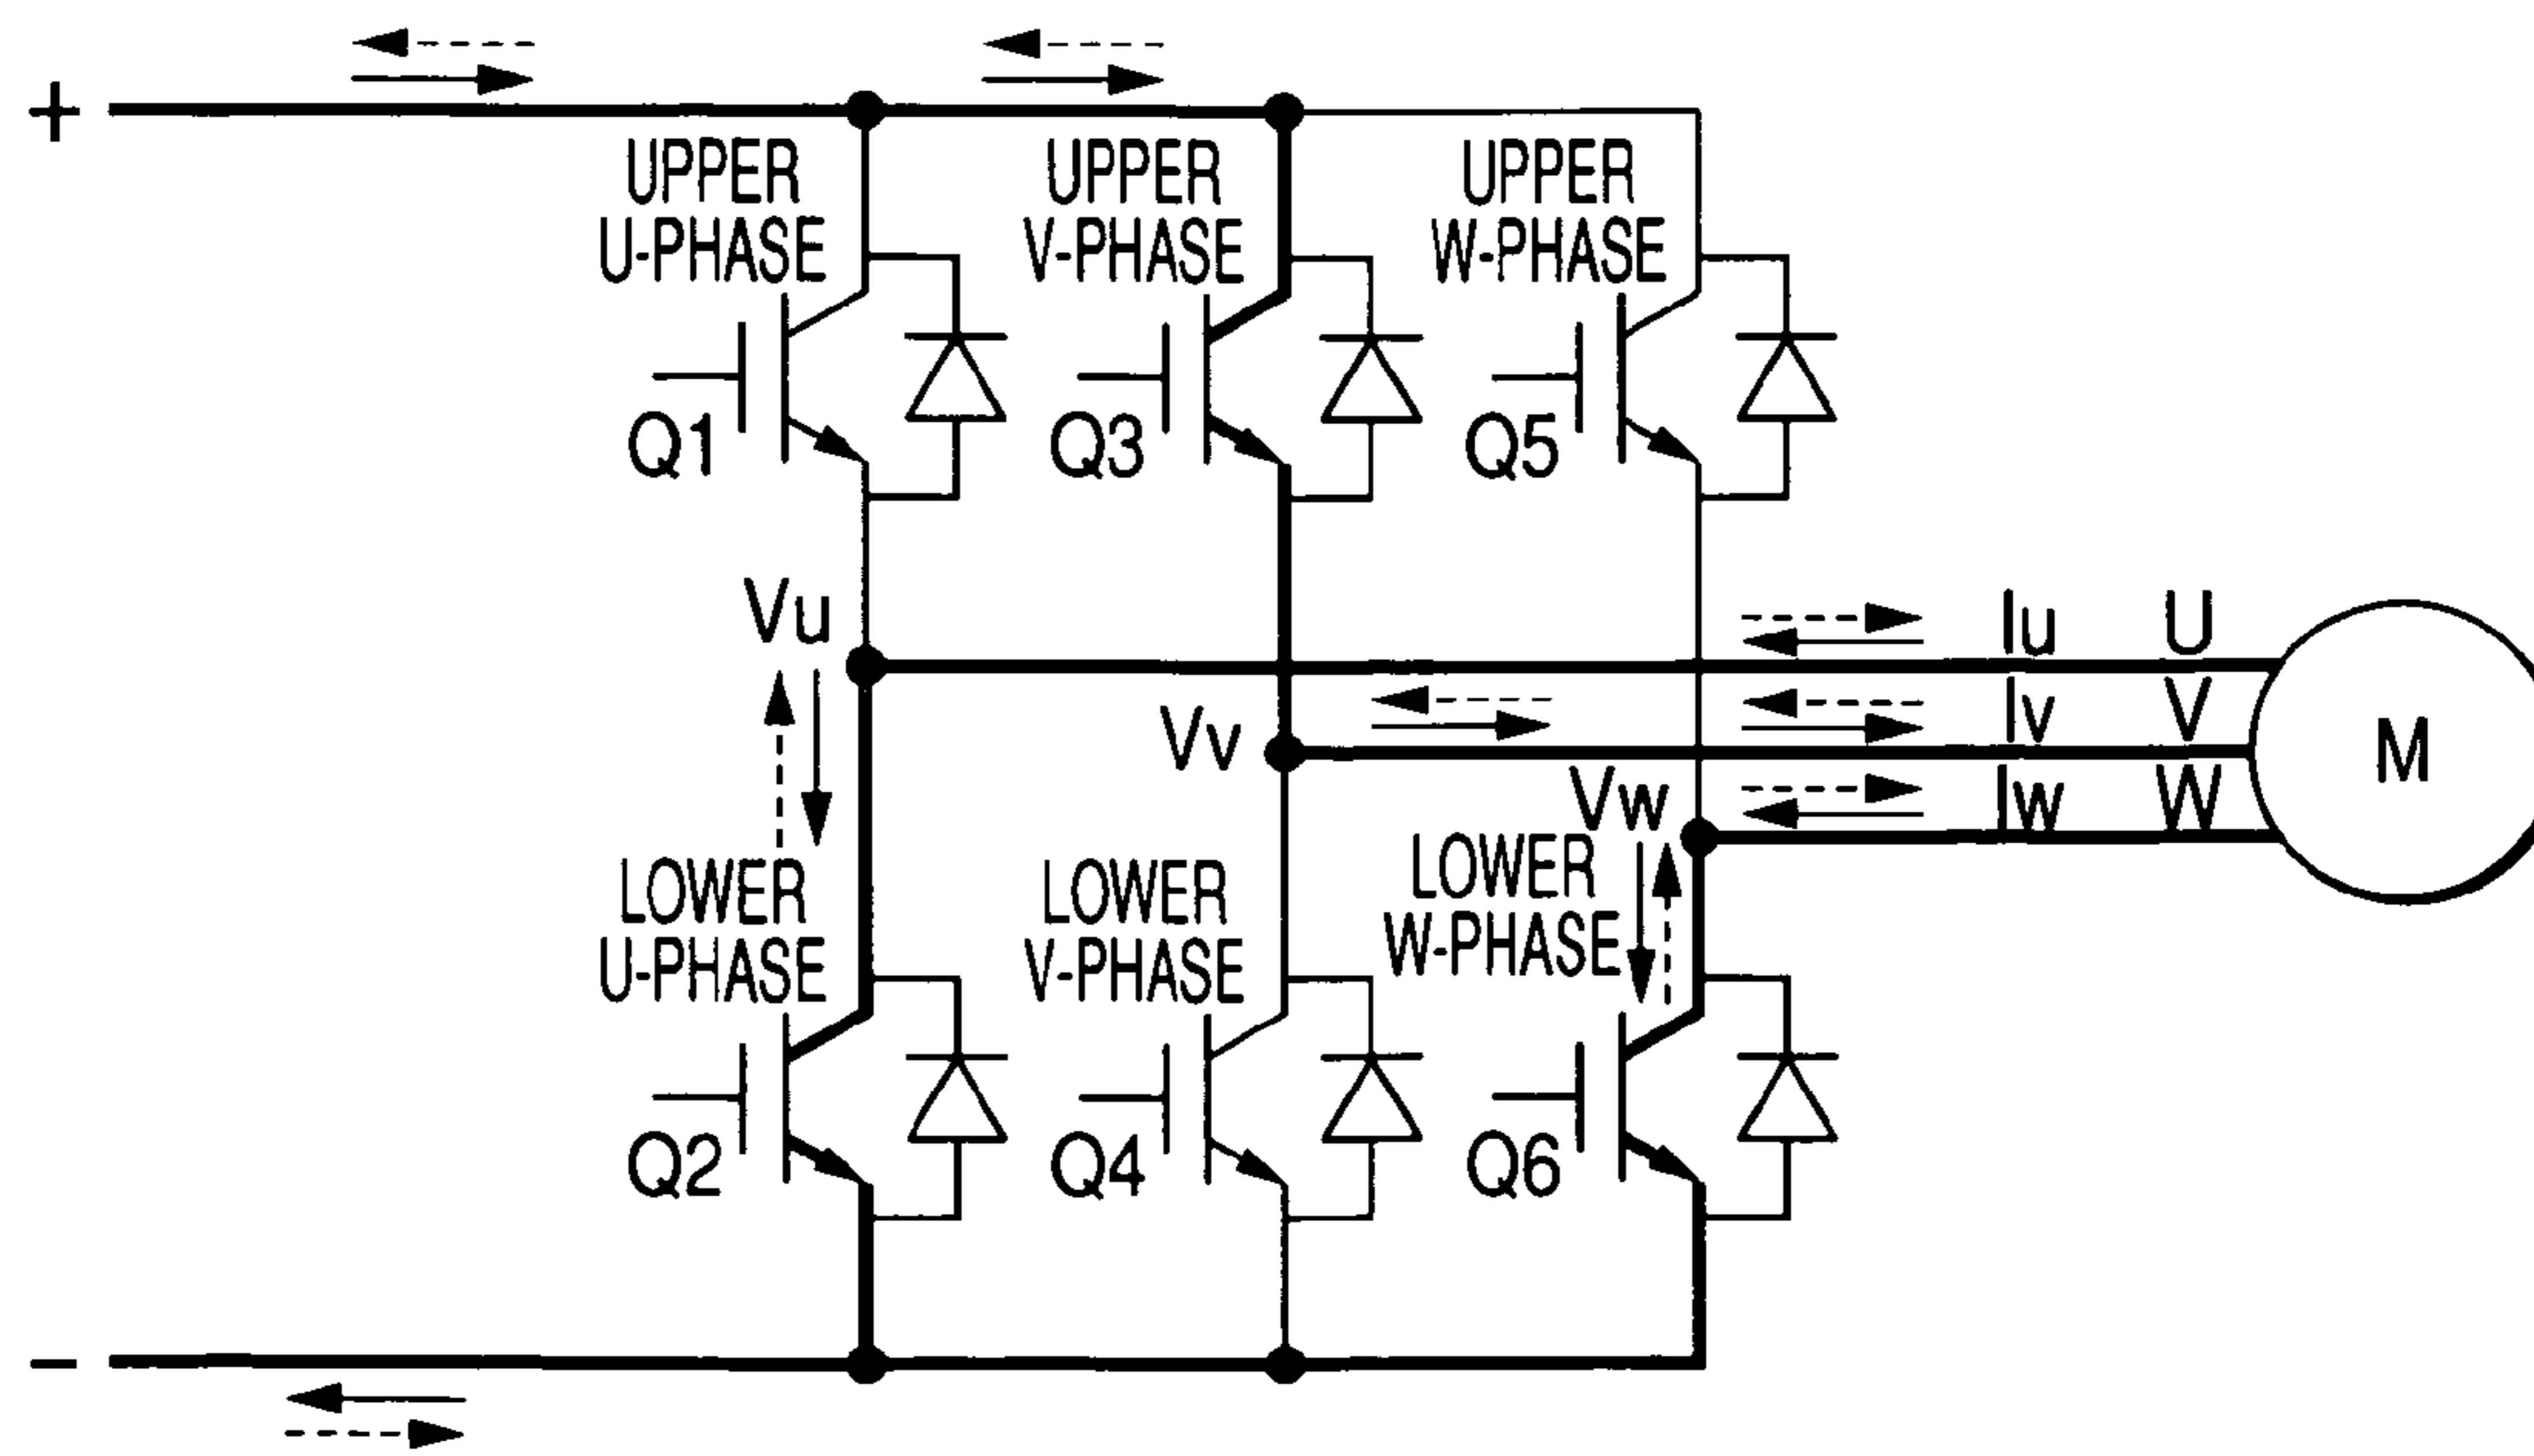 +
UPPER
U-PHASE
UPPER
V-PHASE
UPPER
W-PHASE
Q1
Q3
Q5
Vu
Iu
U
Vv
Iv
V
Vw
Iw
W
M
LOWER
U-PHASE
LOWER
V-PHASE
LOWER
W-PHASE
Q2
Q4
Q6
−